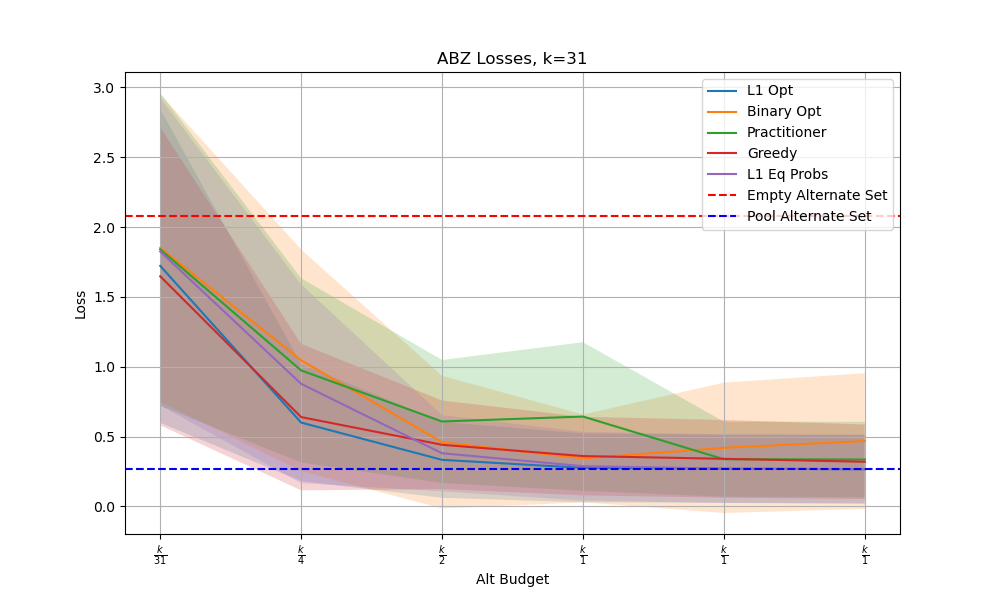 ABZ Losses, k=31
3.0
2.5
2.0
1.5
1.0
0.5
0.0
Loss
L1 Opt
Binary Opt
Practitioner
Greedy
L1 Eq Probs
Empty Alternate Set
Pool Alternate Set
k/31 k/4 k/2 k/1 k/1 k/1
Alt Budget